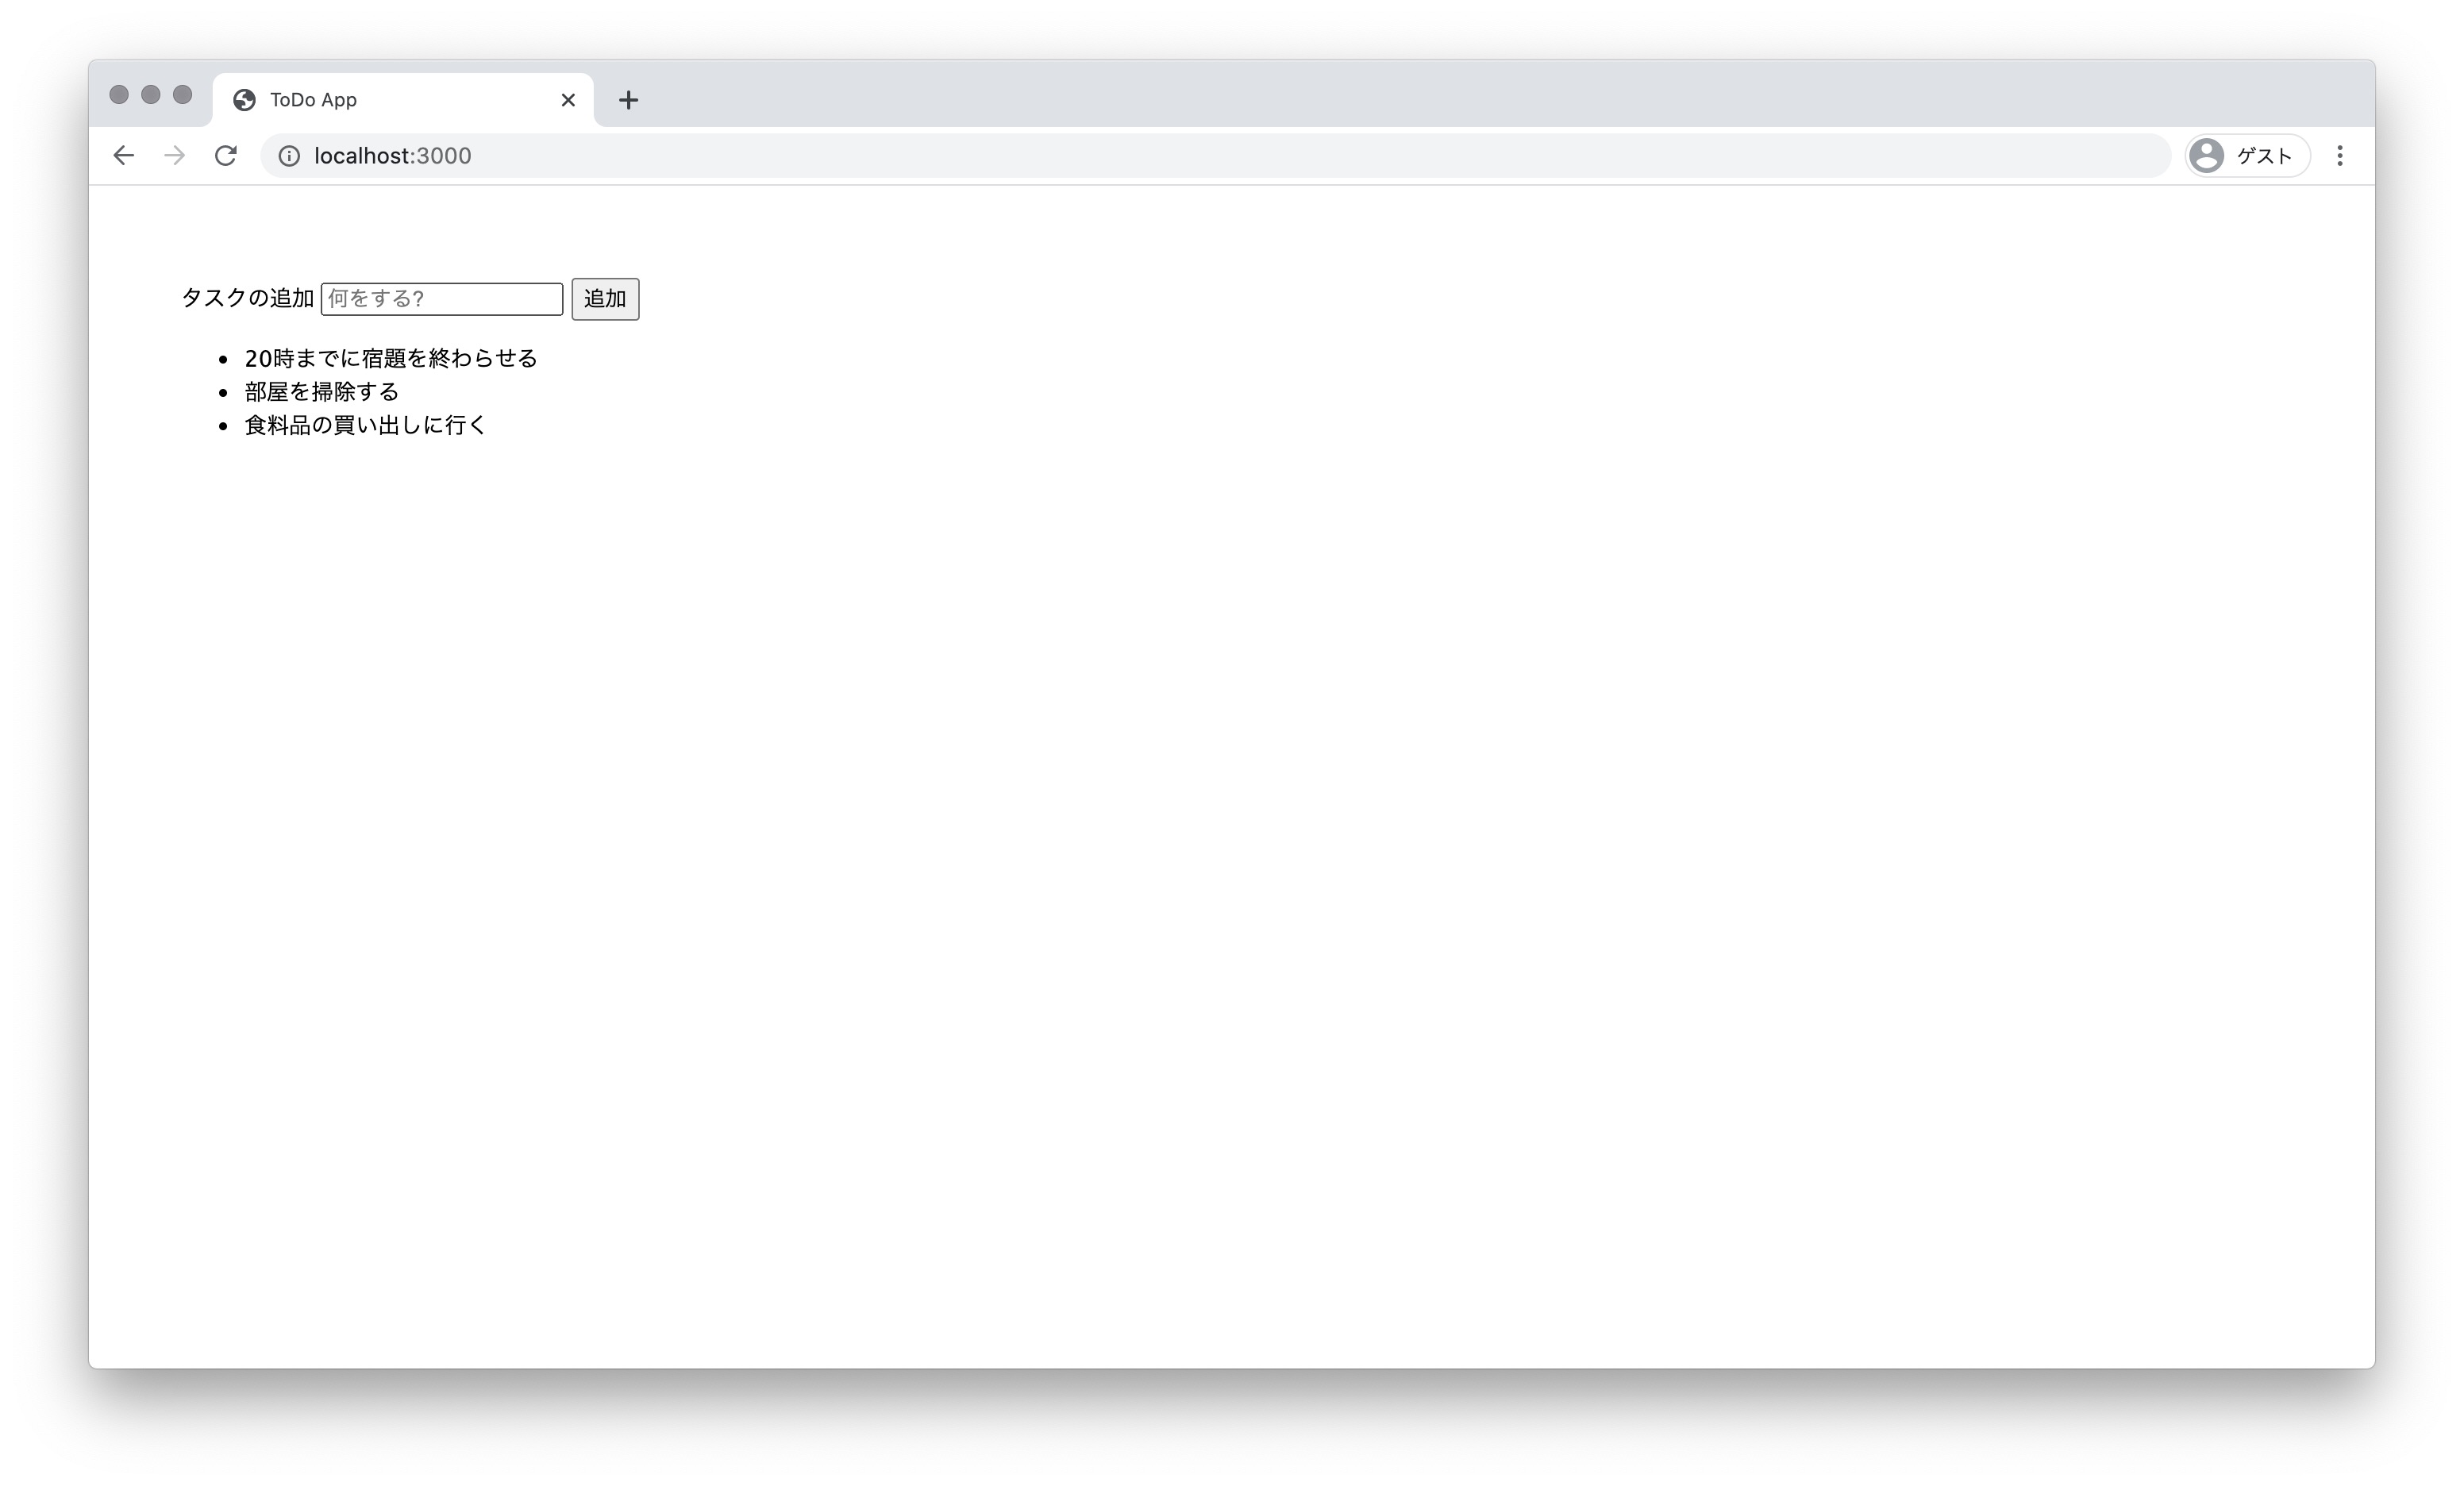 ToDo App
localhost:3000
ゲスト
タスクの追加 何をする? 追加
20時までに宿題を終わらせる
部屋を掃除する
食料品の買い出しに行く